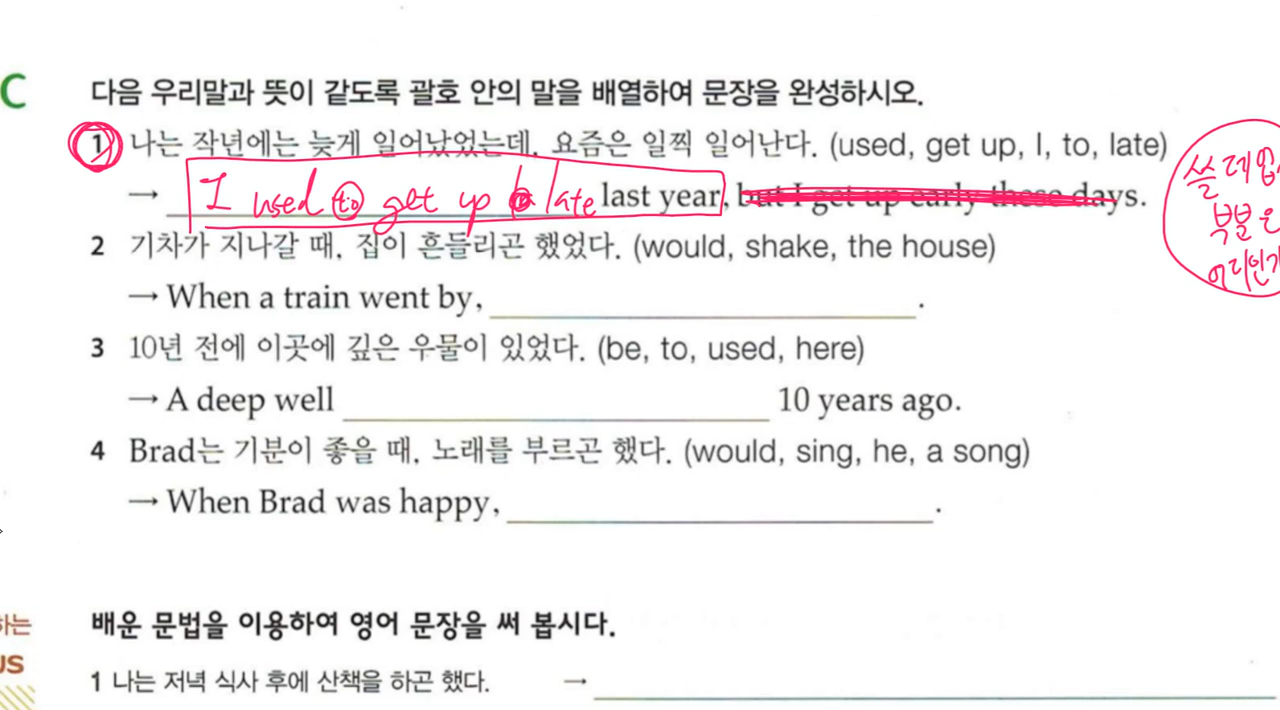 C 다음 우리말과 뜻이 같도록 괄호 안의 말을 배열하여 문장을 완성하시오.
1 나는 작년에는 늦게 일어났었는데, 요즘은 일찍 일어난다. (used, get up, I, to, late)
→ I used to get up late last year, but I get up early these days.
쓸데없
부분은
어디인가
2 기차가 지나갈 때, 집이 흔들리곤 했었다. (would, shake, the house)
→ When a train went by, .
3 10년 전에 이곳에 깊은 우물이 있었다. (be, to, used, here)
→ A deep well 10 years ago.
4 Brad는 기분이 좋을 때, 노래를 부르곤 했다. (would, sing, he, a song)
→ When Brad was happy, .
하는
US
배운 문법을 이용하여 영어 문장을 써 봅시다.
1 나는 저녁 식사 후에 산책을 하곤 했다. →